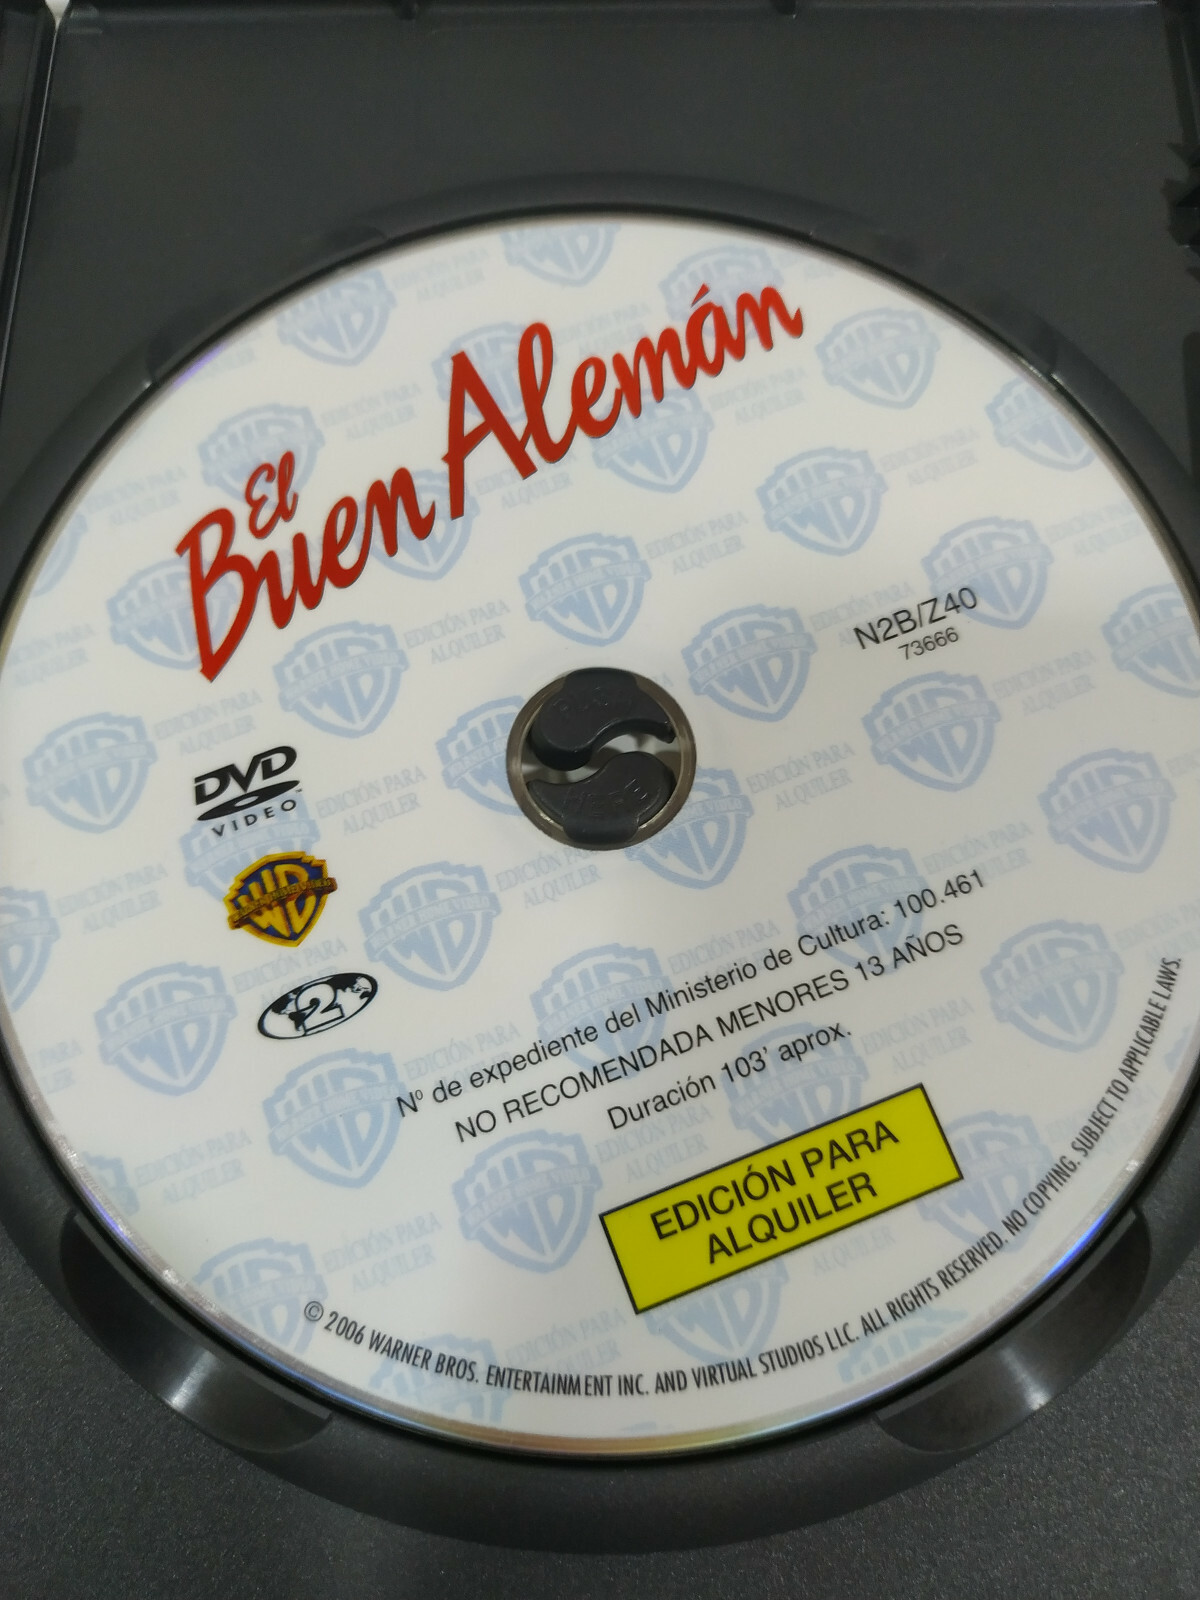 El
Buen Alemán
N2B/Z40
73666
DVD
VIDEO
WB
2
Nº de expediente del Ministerio de Cultura: 100.461
NO RECOMENDADA MENORES 13 AÑOS
Duración 103' aprox.
EDICIÓN PARA
ALQUILER
© 2006 WARNER BROS. ENTERTAINMENT INC. AND VIRTUAL STUDIOS LLC. ALL RIGHTS RESERVED. NO COPYING. SUBJECT TO APPLICABLE LAWS.